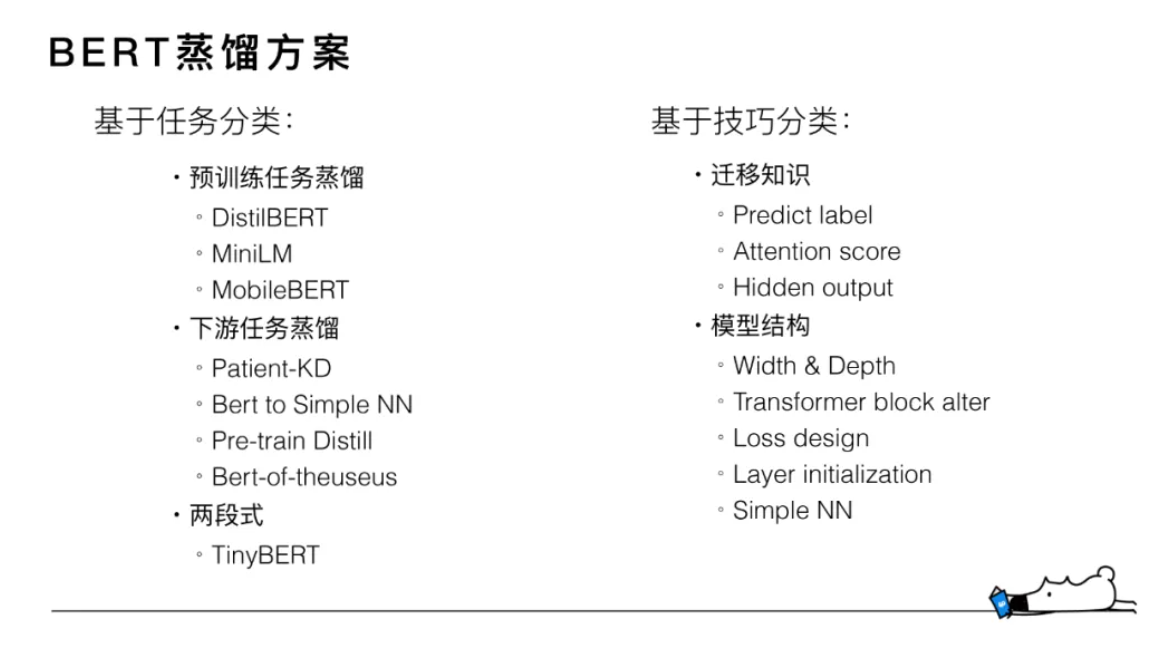 BERT蒸馏方案
基于任务分类：
· 预训练任务蒸馏
◦ DistilBERT
◦ MiniLM
◦ MobileBERT
· 下游任务蒸馏
◦ Patient-KD
◦ Bert to Simple NN
◦ Pre-train Distill
◦ Bert-of-theuseus
· 两段式
◦ TinyBERT
基于技巧分类：
· 迁移知识
◦ Predict label
◦ Attention score
◦ Hidden output
· 模型结构
◦ Width & Depth
◦ Transformer block alter
◦ Loss design
◦ Layer initialization
◦ Simple NN